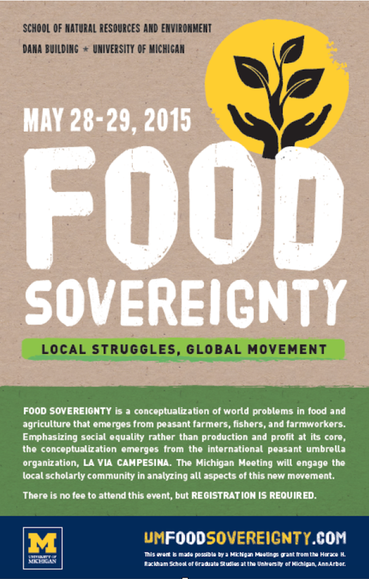 SCHOOL OF NATURAL RESOURCES AND ENVIRONMENT
DANA BUILDING * UNIVERSITY OF MICHIGAN
MAY 28-29, 2015
FOOD
SOVEREIGNTY
LOCAL STRUGGLES, GLOBAL MOVEMENT
FOOD SOVEREIGNTY is a conceptualization of world problems in food and
agriculture that emerges from peasant farmers, fishers, and farmworkers.
Emphasizing social equality rather than production and profit at its core,
the conceptualization emerges from the international peasant umbrella
organization, LA VIA CAMPESINA. The Michigan Meeting will engage the
local scholarly community in analyzing all aspects of this new movement.
There is no fee to attend this event, but REGISTRATION IS REQUIRED.
M
UNIVERSITY OF
MICHIGAN
UMFOODSOVEREIGNTY.COM
This event is made possible by a Michigan Meetings grant from the Horace H.
Rackham School of Graduate Studies at the University of Michigan, Ann Arbor.